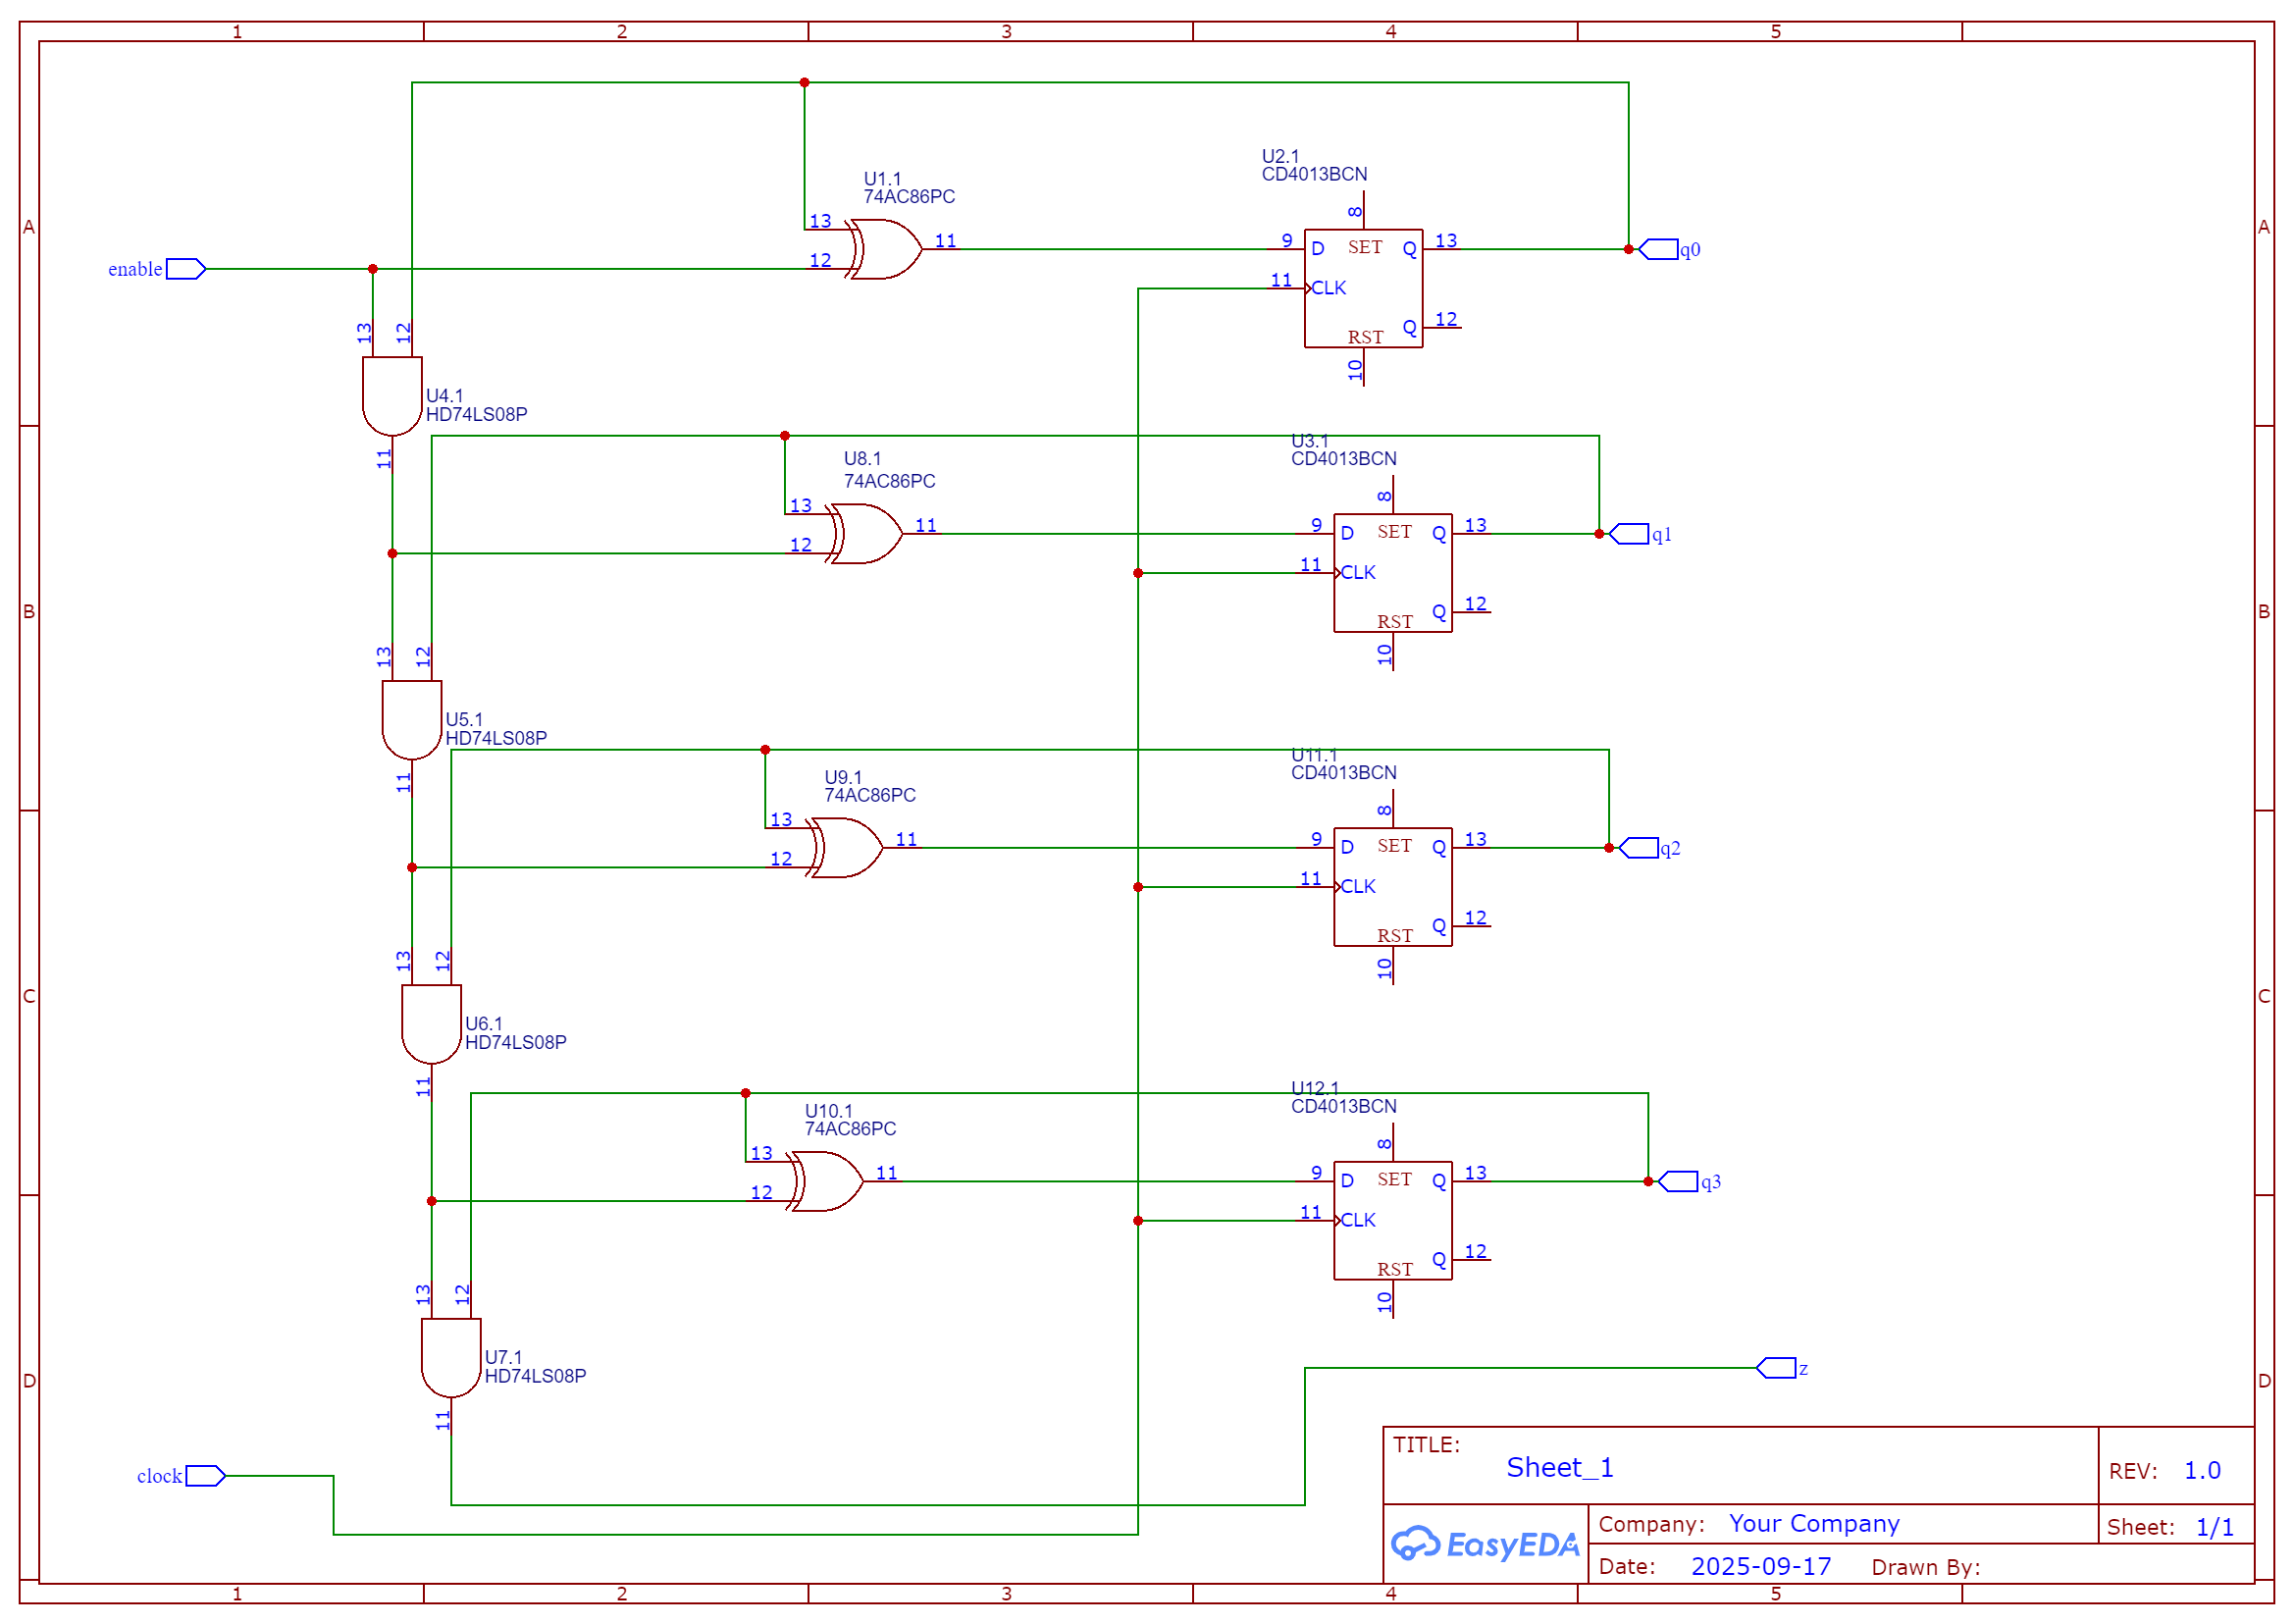 1 2 3 4 5
A A
U2.1
CD4013BCN
U1.1
74AC86PC
13
12
11
enable
8
9 D SET Q 13
11 CLK
Q 12
RST
10
q0
13 12
U4.1
HD74LS08P
11
U3.1
CD4013BCN
U8.1
74AC86PC
13
12
11
8
9 D SET Q 13
11 CLK
Q 12
RST
10
q1
B B
13 12
U5.1
HD74LS08P
11
U11.1
CD4013BCN
U9.1
74AC86PC
13
12
11
8
9 D SET Q 13
11 CLK
Q 12
RST
10
q2
13 12
C C
U6.1
HD74LS08P
11
U12.1
CD4013BCN
U10.1
74AC86PC
13
12
11
8
9 D SET Q 13
11 CLK
Q 12
RST
10
q3
13 12
U7.1
HD74LS08P
11
z
D D
clock
TITLE:
Sheet_1
REV: 1.0
EasyEDA
Company: Your Company
Sheet: 1/1
Date: 2025-09-17 Drawn By:
1 2 3 4 5